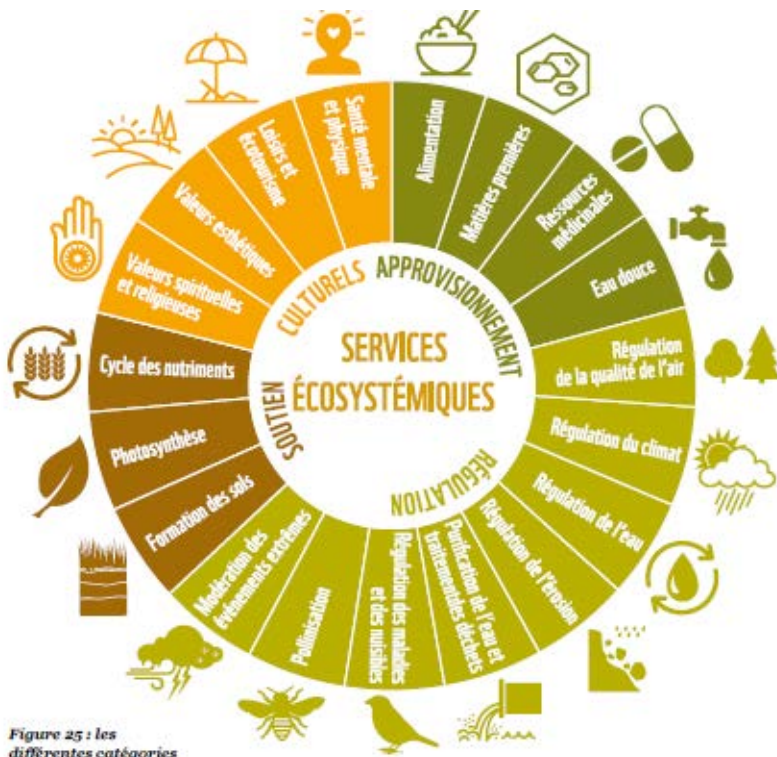 Santé mentale
et physique
Loisirs et
écotourisme
Valeurs esthétiques
Valeurs spirituelles
et religieuses
CULTURELS
Alimentation
Matières premières
Ressources
médicinales
Eau douce
APPROVISIONNEMENT
SERVICES
ÉCOSYSTÉMIQUES
Régulation
de la qualité de l'air
Régulation du climat
Régulation de l'eau
Régulation de l'érosion
Purification de l'eau et
traitement des déchets
Régulation des maladies
et des nuisibles
Pollinisation
Modération des
événements extrêmes
RÉGULATION
Cycle des nutriments
Photosynthèse
Formation des sols
SOUTIEN
Figure 25 : les
différentes catégories